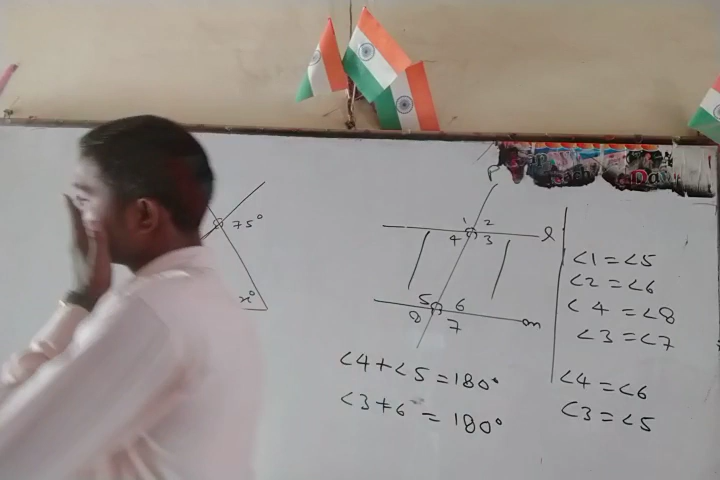 75°
x°
P
1 2
4 3
l
5 6
8 7
m
∠1 = ∠5
∠2 = ∠6
∠4 = ∠8
∠3 = ∠7
∠4 = ∠6
∠3 = ∠5
∠4 + ∠5 = 180°
∠3 + 6 = 180°